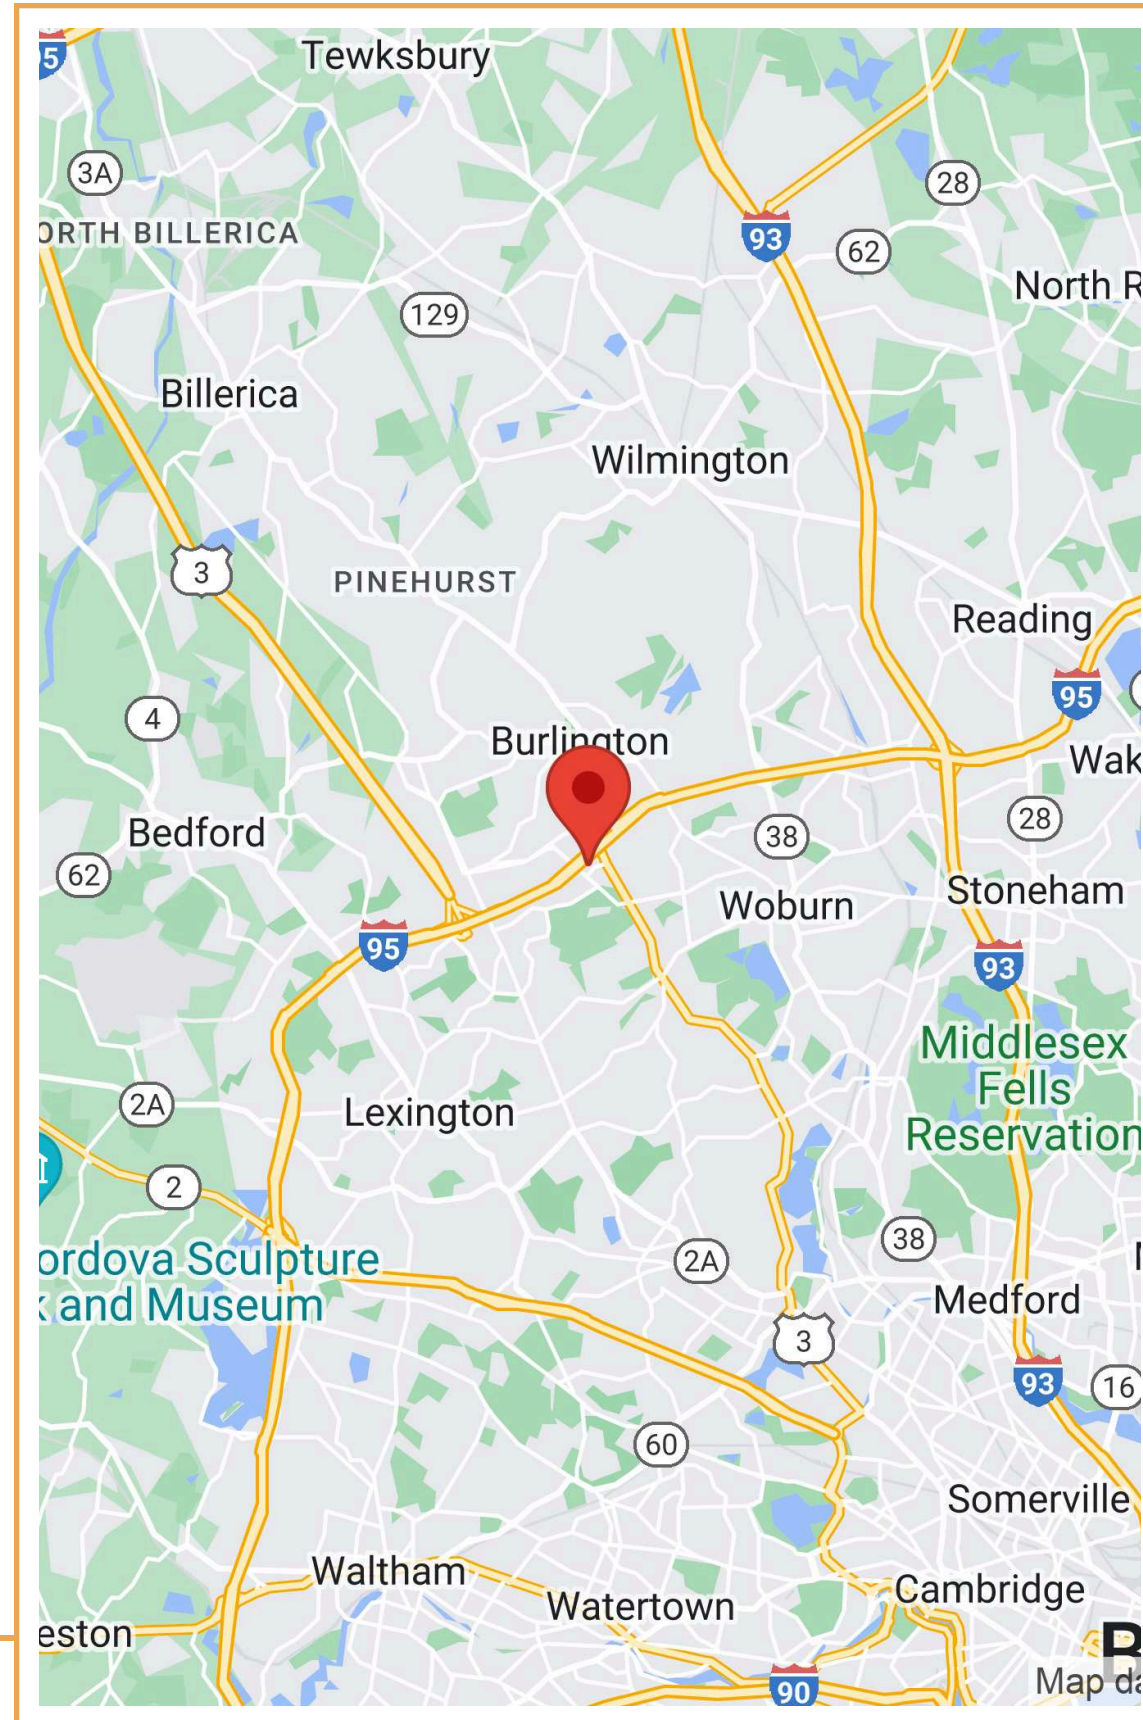 Tewksbury
5
3A
28
ORTH BILLERICA
93
62
North R
129
Billerica
Wilmington
3
PINEHURST
Reading
95
4
Burlington
Wak
28
38
Bedford
62
Stoneham
Woburn
95
93
Middlesex
Fells
Reservation
2A
Lexington
2
38
ordova Sculpture
k and Museum
2A
Medford
3
93
16
60
Somerville
Waltham
Cambridge
Watertown
eston
B
Map da
90